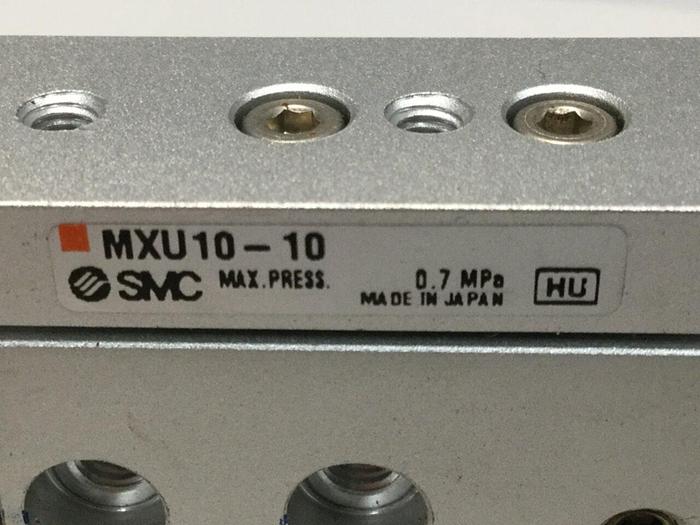 MXU10-10
SMC MAX.PRESS. 0.7 MPa HU
MADE IN JAPAN